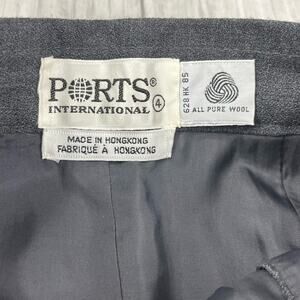 PORTS®
INTERNATIONAL
4
MADE IN HONGKONG
FABRIQUÉ À HONGKONG
628 HK 85
ALL PURE WOOL